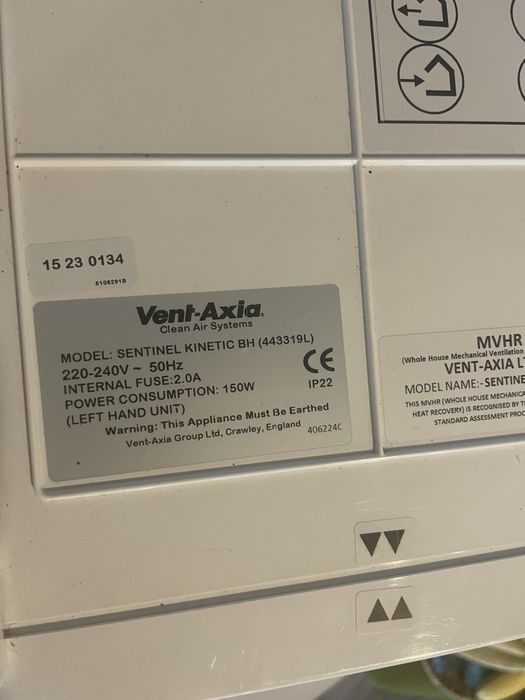 15 23 0134
5108291B
Vent-Axia.
Clean Air Systems
MODEL: SENTINEL KINETIC BH (443319L)
220-240V ~ 50Hz
INTERNAL FUSE:2.0A
POWER CONSUMPTION: 150W
(LEFT HAND UNIT)
CE
IP22
Warning: This Appliance Must Be Earthed
Vent-Axia Group Ltd, Crawley, England
406224C
MVHR
(Whole House Mechanical Ventilation
VENT-AXIA
MODEL NAME:-SENTINE
THIS MVHR (WHOLE HOUSE MECHANICA
HEAT RECOVERY) IS RECOGNISED BY
STANDARD ASSESSMENT PROC